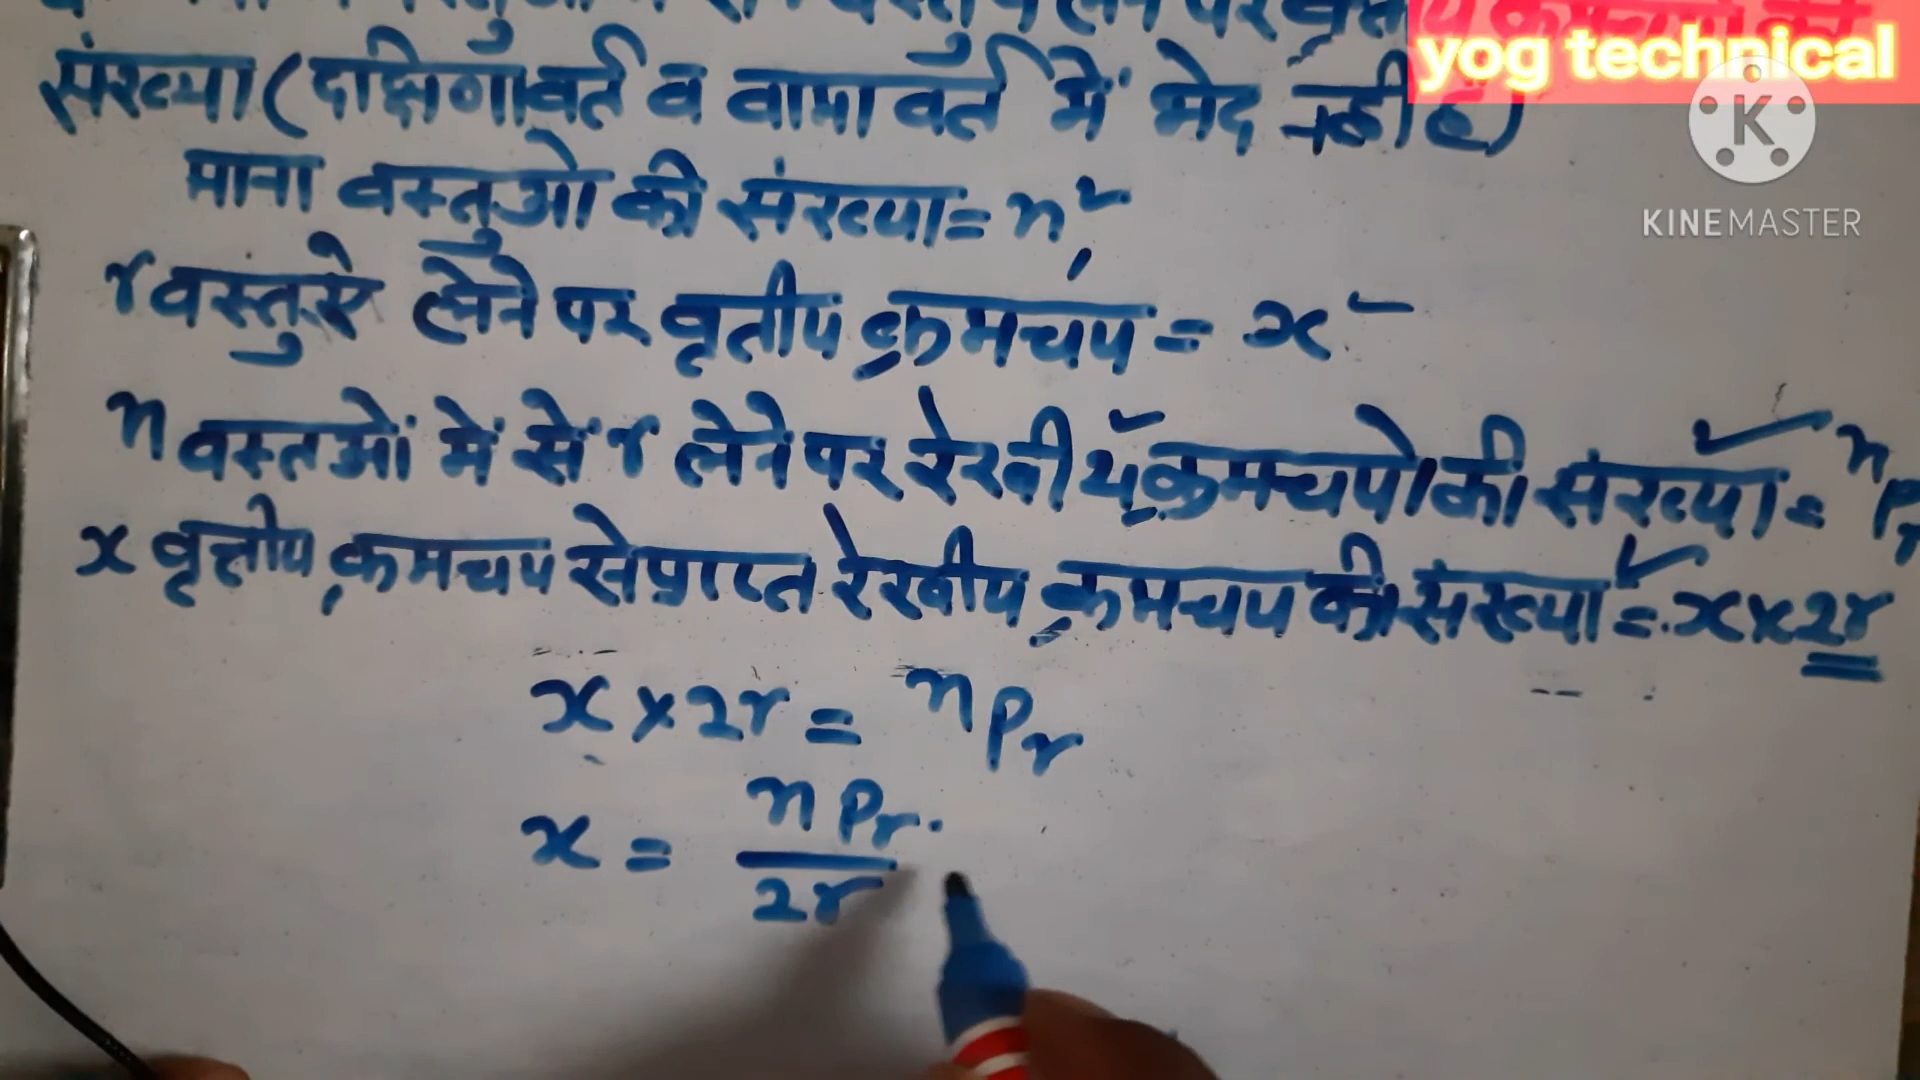 yog technical
K
KINEMASTER
संख्या (दक्षिणावर्त व वामावर्त में भेद नहीं है)
माना वस्तुओ की संख्या = n,
r वस्तुऐ लेने पर वृतीय क्रमचय = x
n वस्तओं में से r लेने पर रेखीय क्रमचयो की संख्या = nPr
x वृत्तीय क्रमचय से प्राप्त रेखीय क्रमचय की संख्या = x×2r
x×2r = nPr
x = nPr
2r